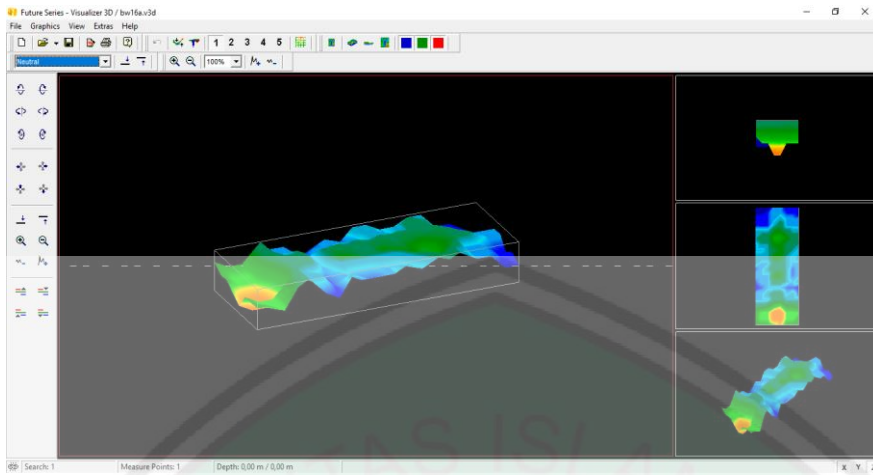 Future Series - Visualizer 3D / bw16a.v3d
File Graphics View Extras Help
1 2 3 4 5
Neutral
100%
Search: 1
Measure Points: 1
Depth: 0,00 m / 0,00 m
X Y